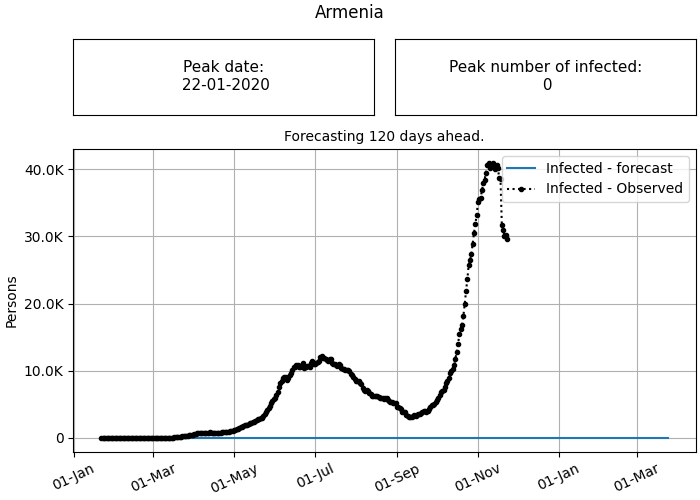 Armenia
Peak date:
22-01-2020
Peak number of infected:
0
Forecasting 120 days ahead.
Infected - forecast
Infected - Observed
Persons
40.0K
30.0K
20.0K
10.0K
0
01-Jan
01-Mar
01-May
01-Jul
01-Sep
01-Nov
01-Jan
01-Mar